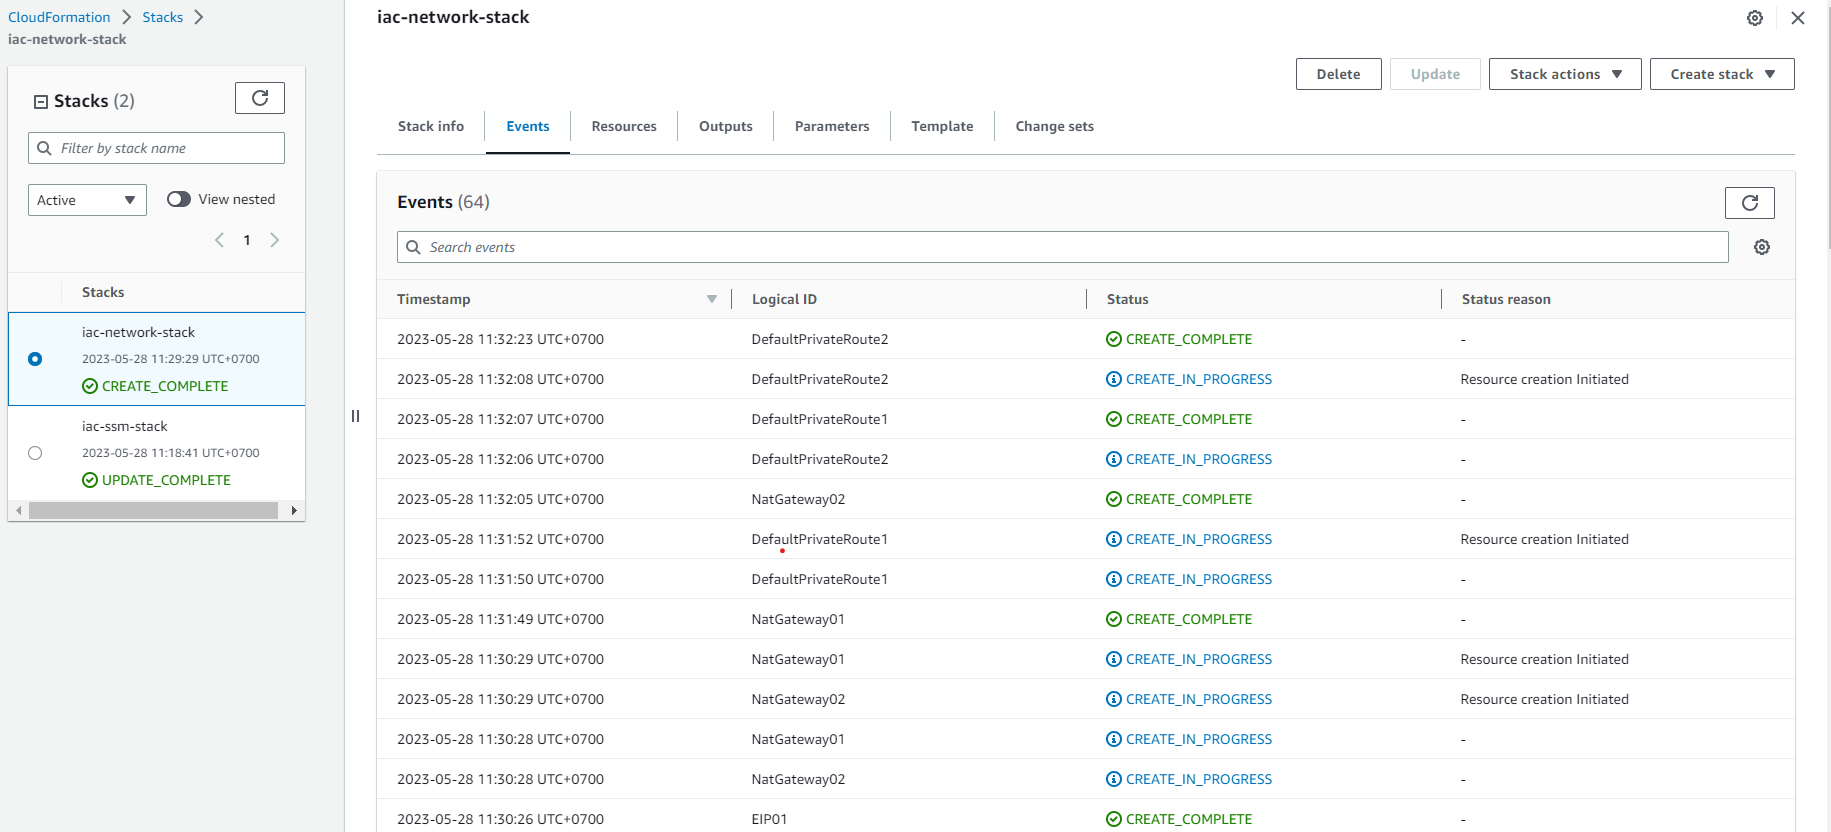 CloudFormation > Stacks >
iac-network-stack
Stacks (2)
Filter by stack name
Active
View nested
1
Stacks
iac-network-stack
2023-05-28 11:29:29 UTC+0700
CREATE_COMPLETE
iac-ssm-stack
2023-05-28 11:18:41 UTC+0700
UPDATE_COMPLETE
iac-network-stack
Delete Update Stack actions Create stack
Stack info Events Resources Outputs Parameters Template Change sets
Events (64)
Search events
Timestamp Logical ID Status Status reason
2023-05-28 11:32:23 UTC+0700 DefaultPrivateRoute2 CREATE_COMPLETE -
2023-05-28 11:32:08 UTC+0700 DefaultPrivateRoute2 CREATE_IN_PROGRESS Resource creation Initiated
2023-05-28 11:32:07 UTC+0700 DefaultPrivateRoute1 CREATE_COMPLETE -
2023-05-28 11:32:06 UTC+0700 DefaultPrivateRoute2 CREATE_IN_PROGRESS -
2023-05-28 11:32:05 UTC+0700 NatGateway02 CREATE_COMPLETE -
2023-05-28 11:31:52 UTC+0700 DefaultPrivateRoute1 CREATE_IN_PROGRESS Resource creation Initiated
2023-05-28 11:31:50 UTC+0700 DefaultPrivateRoute1 CREATE_IN_PROGRESS -
2023-05-28 11:31:49 UTC+0700 NatGateway01 CREATE_COMPLETE -
2023-05-28 11:30:29 UTC+0700 NatGateway01 CREATE_IN_PROGRESS Resource creation Initiated
2023-05-28 11:30:29 UTC+0700 NatGateway02 CREATE_IN_PROGRESS Resource creation Initiated
2023-05-28 11:30:28 UTC+0700 NatGateway01 CREATE_IN_PROGRESS -
2023-05-28 11:30:28 UTC+0700 NatGateway02 CREATE_IN_PROGRESS -
2023-05-28 11:30:26 UTC+0700 EIP01 CREATE_COMPLETE -